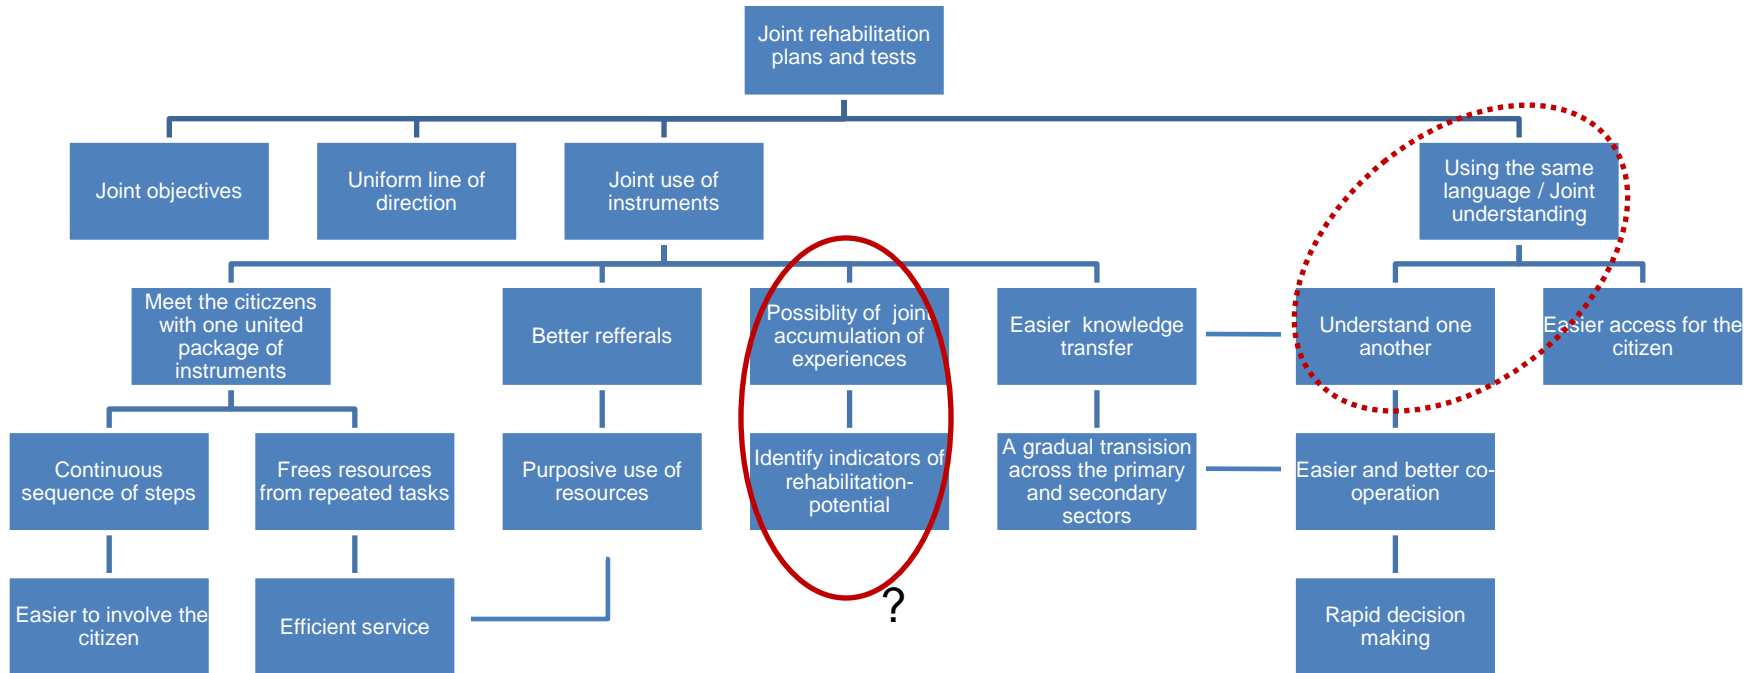 Joint rehabilitation
plans and tests
Joint objectives
Uniform line of
direction
Joint use of
instruments
Using the same
language / Joint
understanding
Meet the citiczens
with one united
package of
instruments
Better refferals
Possiblity of joint
accumulation of
experiences
Easier knowledge
transfer
Understand one
another
Easier access for the
citizen
Continuous
sequence of steps
Frees resources
from repeated tasks
Purposive use of
resources
Identify indicators of
rehabilitation-
potential
A gradual transision
across the primary
and secondary
sectors
Easier and better co-
operation
Easier to involve the
citizen
Efficient service
?
Rapid decision
making